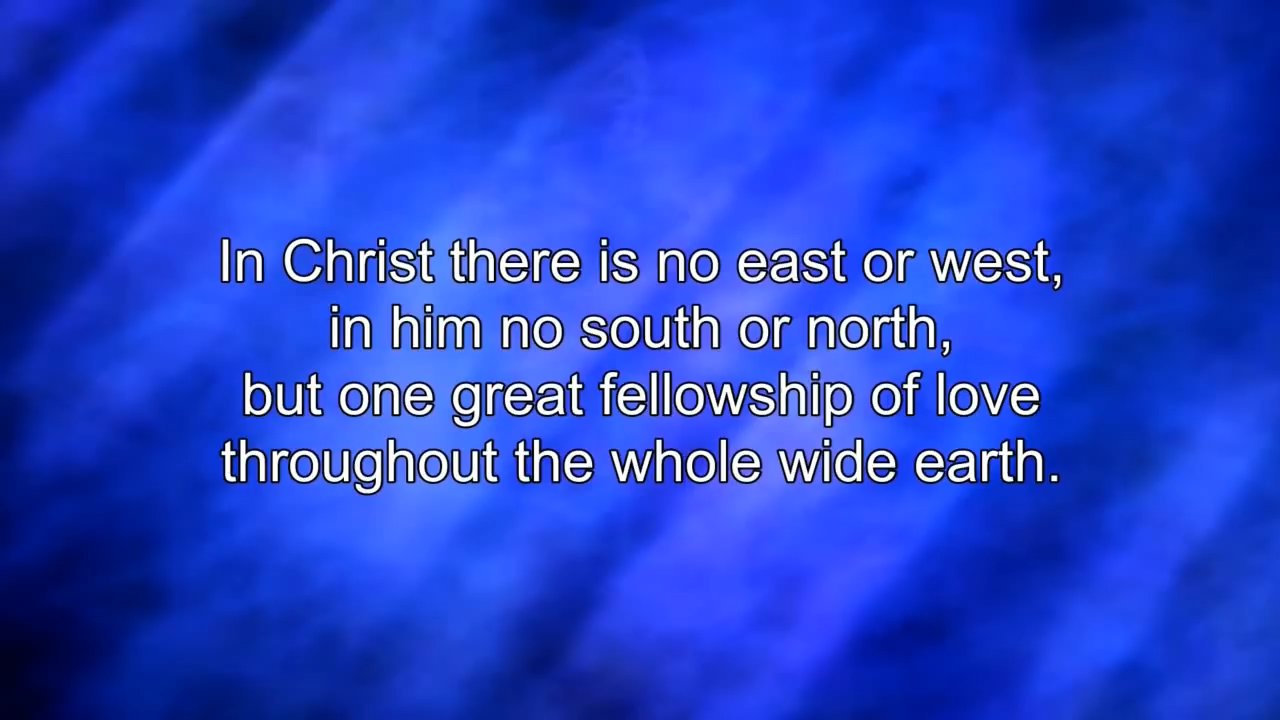 In Christ there is no east or west,
in him no south or north,
but one great fellowship of love
throughout the whole wide earth.